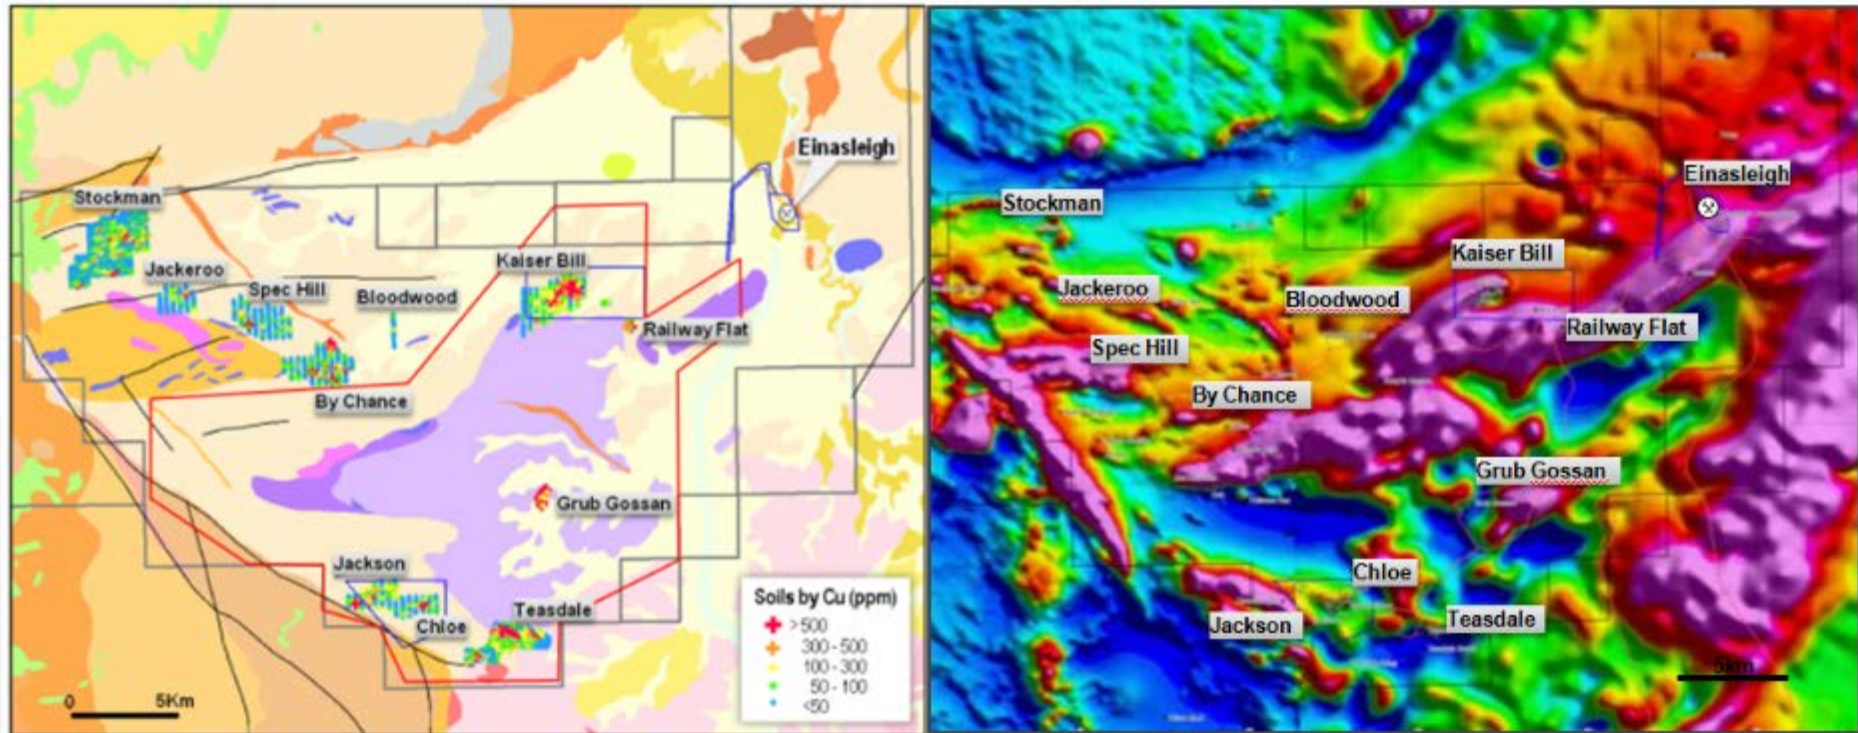 Einasleigh
Stockman
Kaiser Bill
Jackeroo
Spec Hill
Bloodwood
Railway Flat
By Chance
Grub Gossan
Jackson
Teasdale
Chloe
0 5Km
Soils by Cu (ppm)
>500
300 - 500
100 - 300
50 - 100
<50
Einasleigh
Stockman
Kaiser Bill
Jackeroo
Bloodwood
Railway Flat
Spec Hill
By Chance
Grub Gossan
Chloe
Teasdale
Jackson
5km